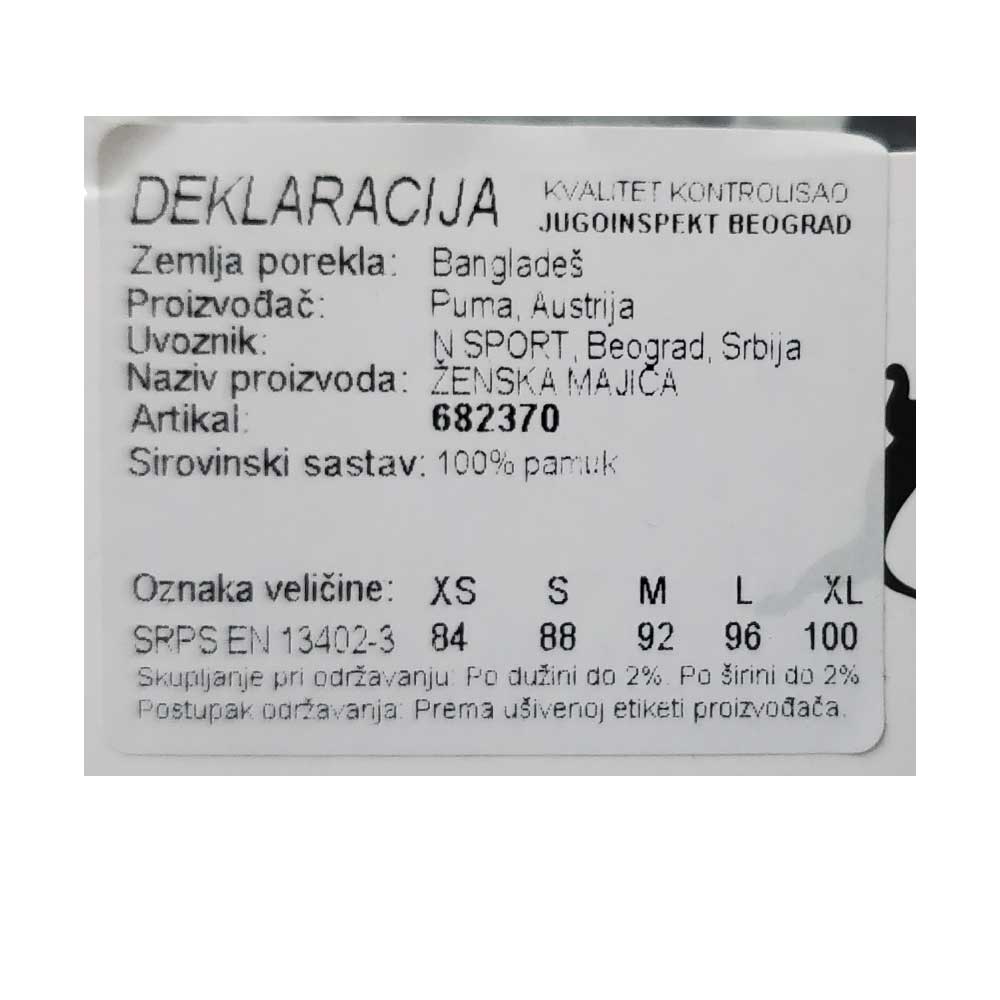 DEKLARACIJA
KVALITET KONTROLISAO
JUGOINSPEKT BEOGRAD
Zemlja porekla: Bangladeš
Proizvođač: Puma, Austrija
Uvoznik: N SPORT, Beograd, Srbija
Naziv proizvoda: ŽENSKA MAJICA
Artikal: 682370
Sirovinski sastav: 100% pamuk
Oznaka veličine: XS S M L XL
SRPS EN 13402-3 84 88 92 96 100
Skupljanje pri održavanju: Po dužini do 2%. Po širini do 2%
Postupak održavanja: Prema ušivenoj etiketi proizvođača.